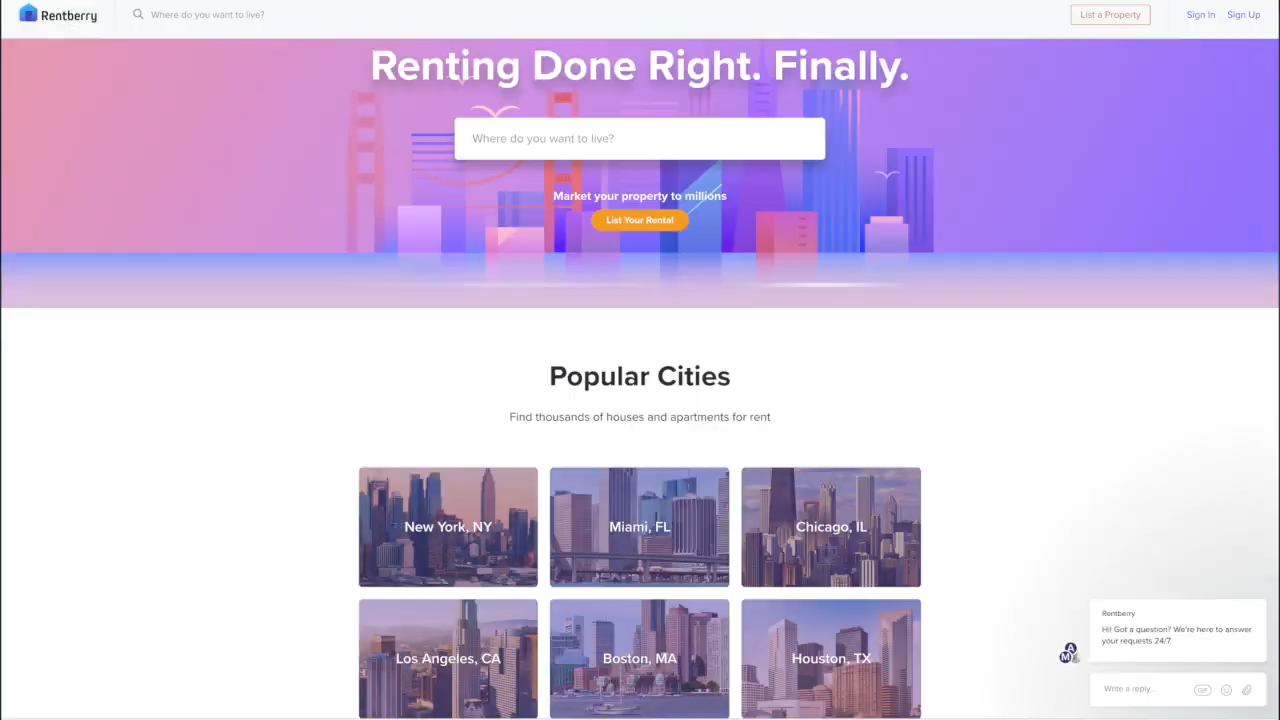 Rentberry
Where do you want to live?
List a Property
Sign In
Sign Up
Renting Done Right. Finally.
Where do you want to live?
Market your property to millions
List Your Rental
Popular Cities
Find thousands of houses and apartments for rent
New York, NY
Miami, FL
Chicago, IL
Los Angeles, CA
Boston, MA
Houston, TX
Rentberry
Hi! Got a question? We're here to answer
your requests 24/7
AMY
Write a reply...
GIF